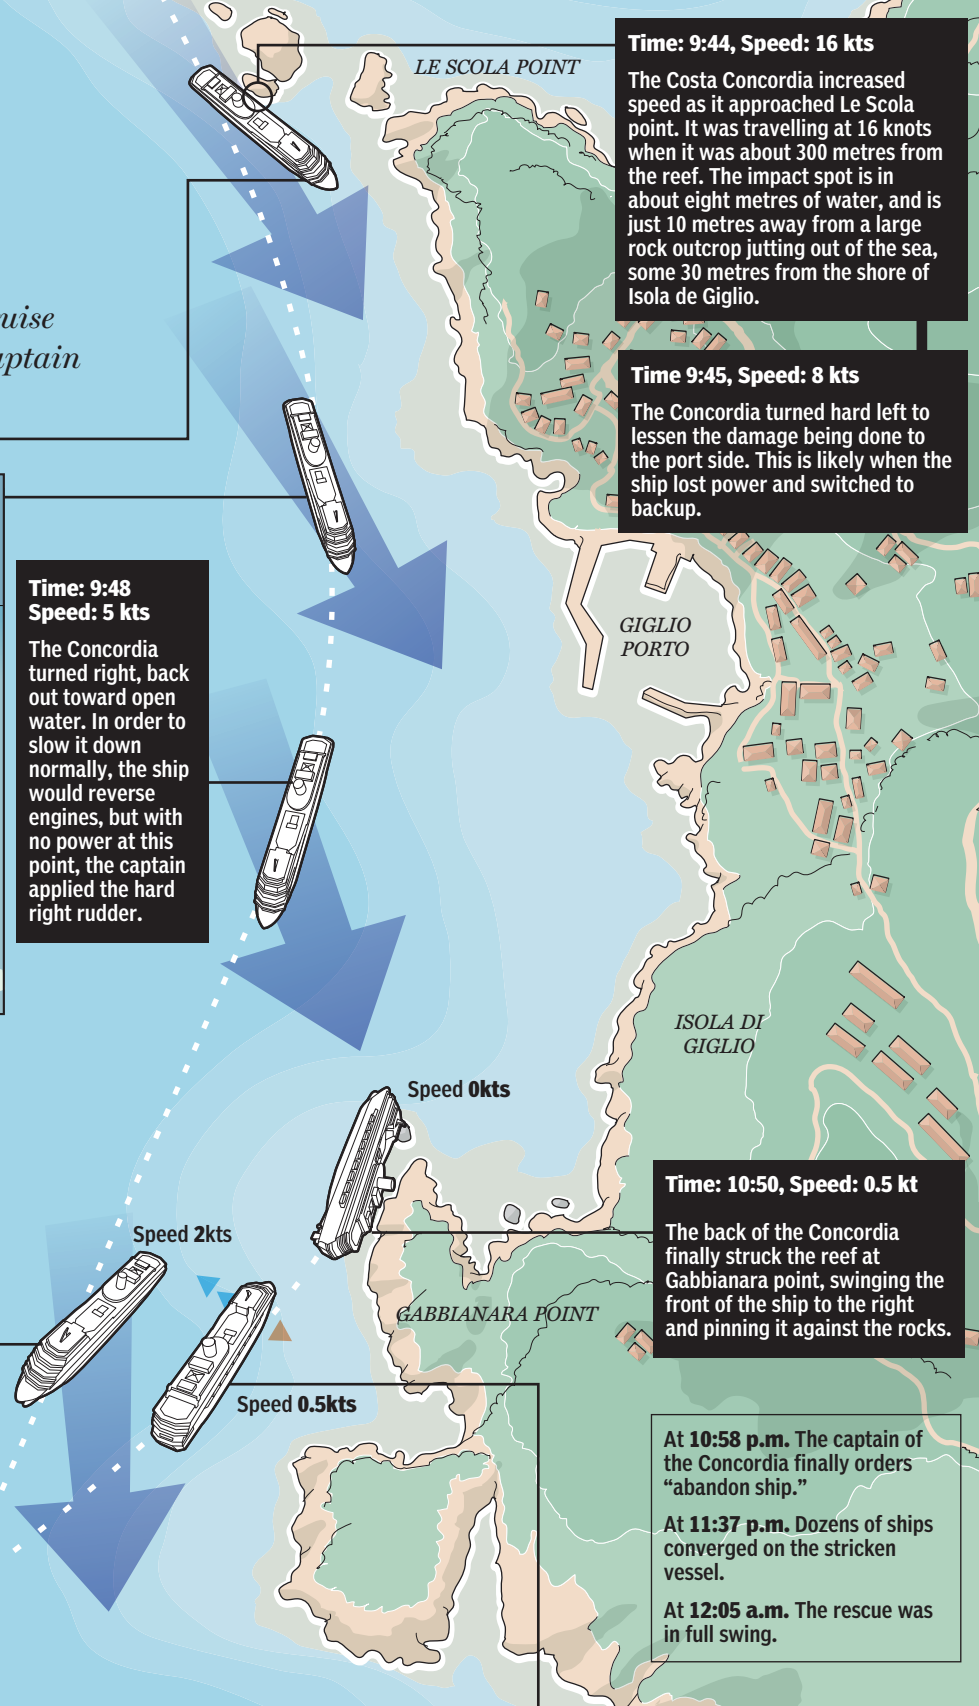 LE SCOLA POINT
Time: 9:44, Speed: 16 kts
The Costa Concordia increased
speed as it approached Le Scola
point. It was travelling at 16 knots
when it was about 300 metres from
the reef. The impact spot is in
about eight metres of water, and is
just 10 metres away from a large
rock outcrop jutting out of the sea,
some 30 metres from the shore of
Isola de Giglio.
uise
aptain
Time 9:45, Speed: 8 kts
The Concordia turned hard left to
lessen the damage being done to
the port side. This is likely when the
ship lost power and switched to
backup.
Time: 9:48
Speed: 5 kts
The Concordia
turned right, back
out toward open
water. In order to
slow it down
normally, the ship
would reverse
engines, but with
no power at this
point, the captain
applied the hard
right rudder.
GIGLIO
PORTO
ISOLA DI
GIGLIO
Speed 0kts
Time: 10:50, Speed: 0.5 kt
The back of the Concordia
finally struck the reef at
Gabbianara point, swinging the
front of the ship to the right
and pinning it against the rocks.
Speed 2kts
GABBIANARA POINT
Speed 0.5kts
At 10:58 p.m. The captain of
the Concordia finally orders
“abandon ship.”
At 11:37 p.m. Dozens of ships
converged on the stricken
vessel.
At 12:05 a.m. The rescue was
in full swing.